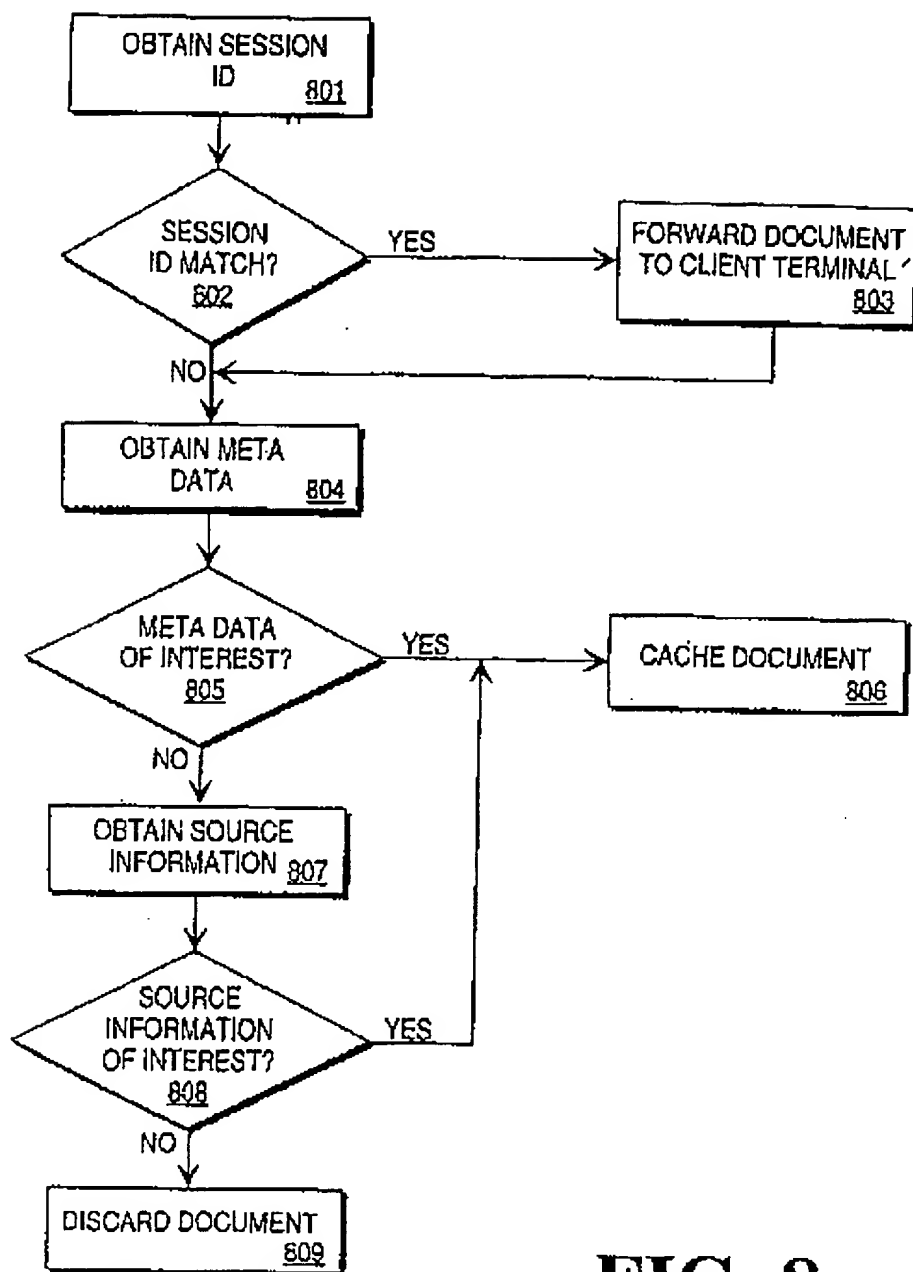 OBTAIN SESSION
ID
801
SESSION
ID MATCH?
802
YES
NO
FORWARD DOCUMENT
TO CLIENT TERMINAL
803
OBTAIN META
DATA
804
META DATA
OF INTEREST?
805
YES
NO
CACHE DOCUMENT
806
OBTAIN SOURCE
INFORMATION
807
SOURCE
INFORMATION
OF INTEREST?
808
YES
NO
DISCARD DOCUMENT
809
FIG. 8